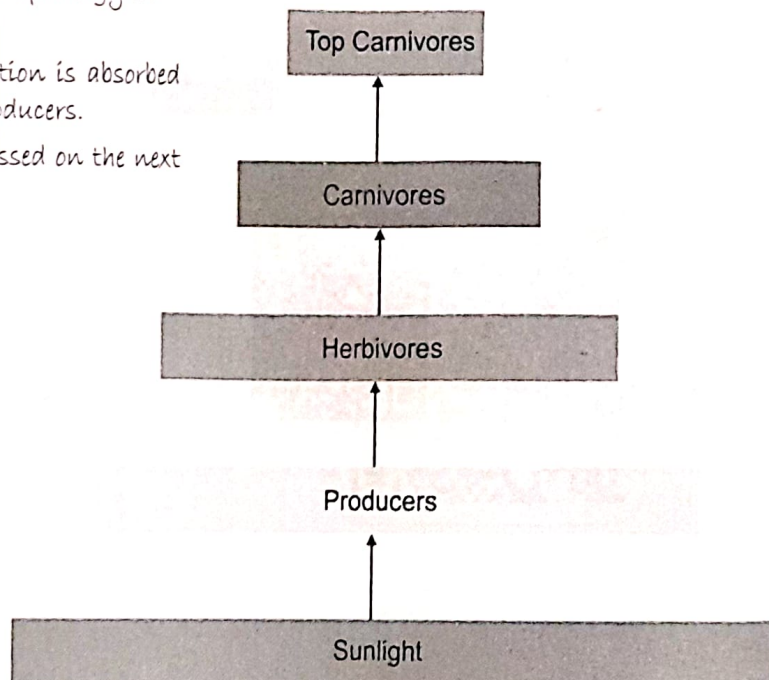 Top Carnivores
tion is absorbed
ducers.
ssed on the next
Carnivores
Herbivores
Producers
Sunlight